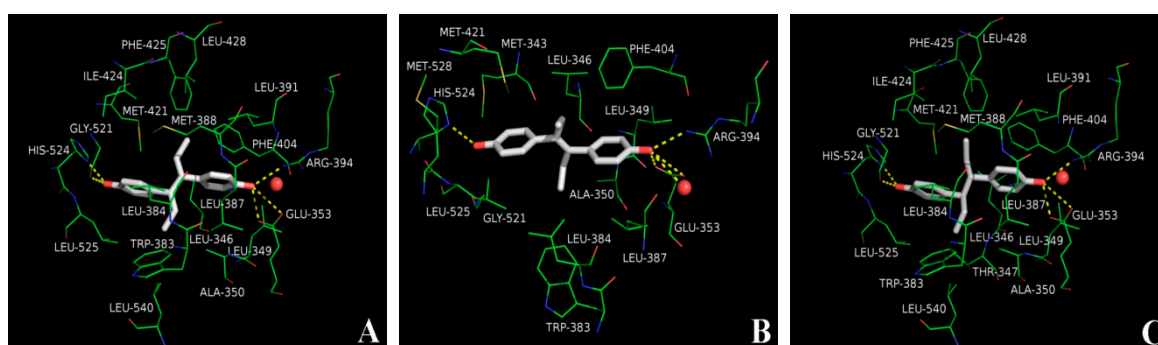 PHE-425
LEU-428
ILE-424
LEU-391
MET-421
MET-388
GLY-521
PHE-404
HIS-524
ARG-394
LEU-384
LEU-387
GLU-353
LEU-525
TRP-383
LEU-346
LEU-349
ALA-350
LEU-540
A
MET-421
MET-343
PHE-404
LEU-346
MET-528
HIS-524
LEU-349
ARG-394
ALA-350
LEU-525
GLY-521
GLU-353
LEU-384
LEU-387
TRP-383
B
LEU-428
PHE-425
LEU-391
ILE-424
MET-421
MET-388
PHE-404
GLY-521
HIS-524
ARG-394
LEU-384
LEU-387
GLU-353
LEU-346
LEU-349
LEU-525
TRP-383
THR-347
ALA-350
LEU-540
C